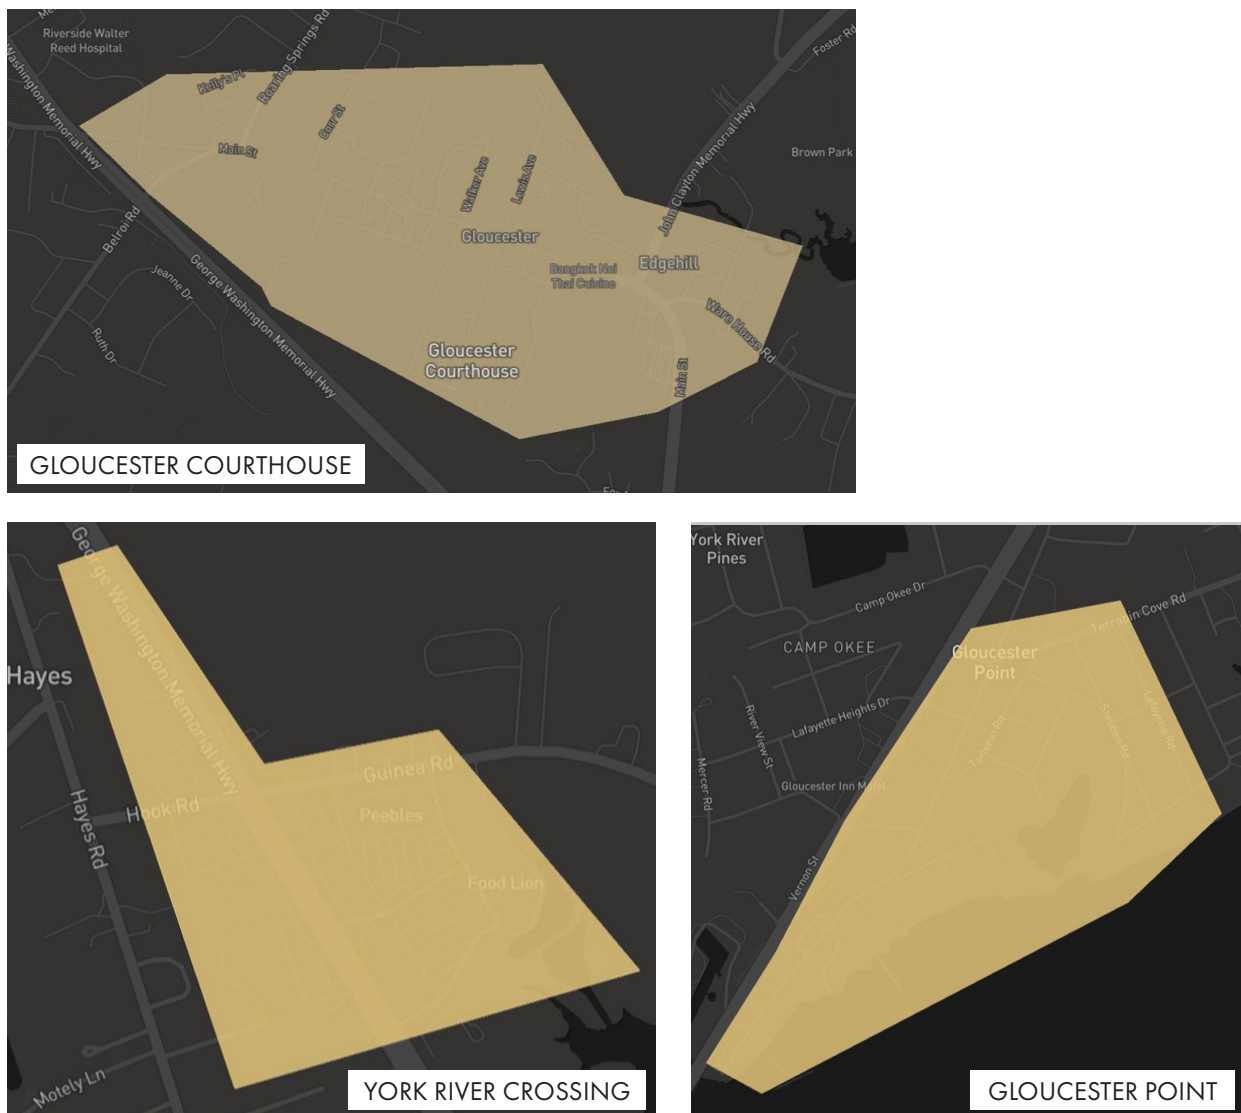 Riverside Walter
Reed Hospital
Washington Memorial Hwy
Kelly's Pl
Roaring Springs Rd
Carr St
Foster Rd
John Clayton Memorial Hwy
Brown Park
Main St
Walker Ave
Lewis Ave
Belroi Rd
Gloucester
Edgehill
Bangkok Noi
Thai Cuisine
Jeanne Dr
George Washington Memorial Hwy
Ware House Rd
Ruth Dr
Gloucester
Courthouse
Main St
GLOUCESTER COURTHOUSE
George Washington Memorial Hwy
Hayes
Guinea Rd
Hook Rd
Peebles
Hayes Rd
Food Lion
Motely Ln
YORK RIVER CROSSING
York River
Pines
Camp Okee Dr
Terrapin Cove Rd
CAMP OKEE
Gloucester
Point
River View St
Lafayette Heights Dr
Tarleton Rd
Steuben Rd
Lafayette Rd
Mercer Rd
Gloucester Inn Motel
Vernon St
GLOUCESTER POINT